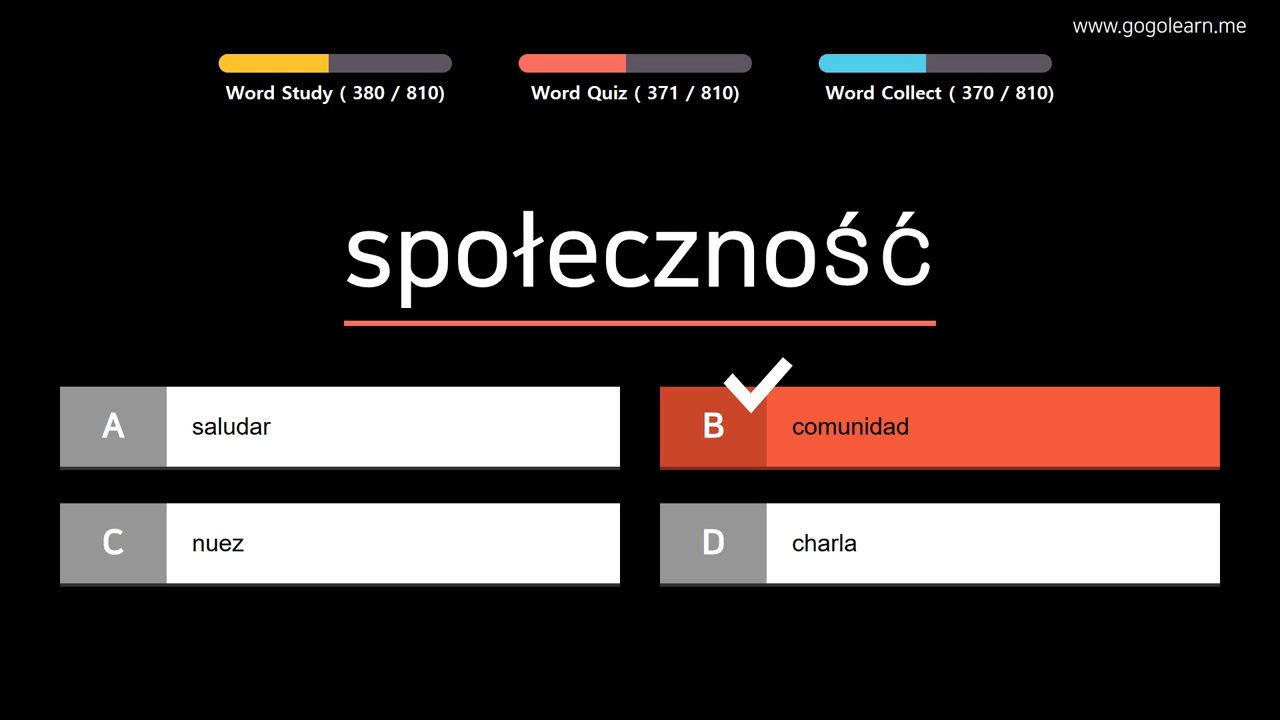 www.gogolearn.me
Word Study ( 380 / 810)
Word Quiz ( 371 / 810)
Word Collect ( 370 / 810)
społeczność
A saludar
B comunidad
C nuez
D charla